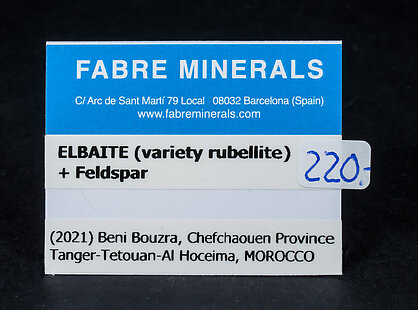 FABRE MINERALS
C/ Arc de Sant Martí 79 Local 08032 Barcelona (Spain)
www.fabreminerals.com
ELBAITE (variety rubellite)
+ Feldspar
220.-
(2021) Beni Bouzra, Chefchaouen Province
Tanger-Tetouan-Al Hoceima, MOROCCO